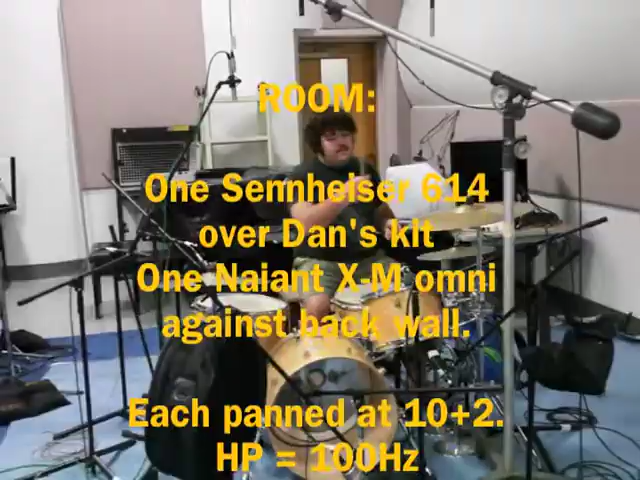 ROOM:
One Sennheiser 614
over Dan's kit
One Naiant X-M omni
against back wall.
Each panned at 10+2.
HP = 100Hz